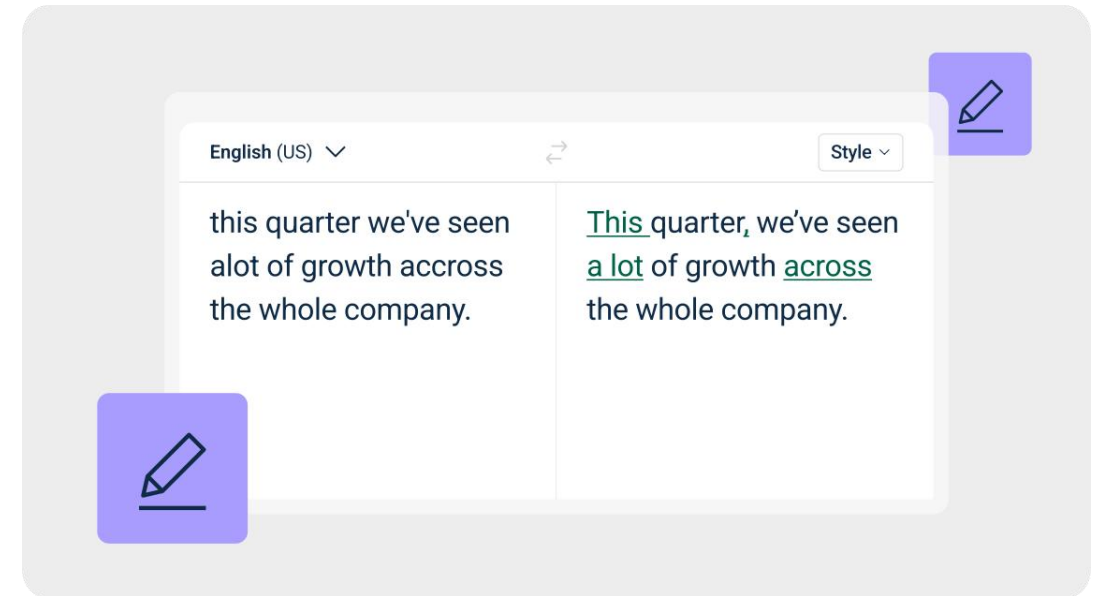 English (US)
Style
this quarter we've seen
alot of growth accross
the whole company.
This quarter, we’ve seen
a lot of growth across
the whole company.